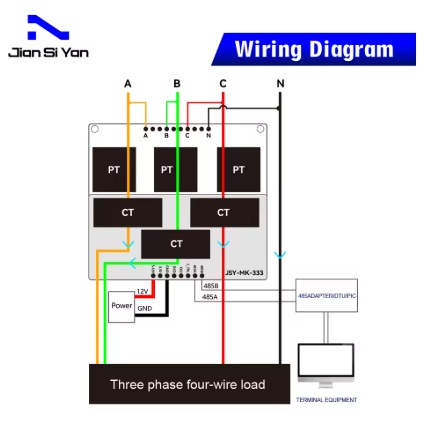 Jian Si Yan
Wiring Diagram
A B C N
A B C N
PT PT PT
CT CT
CT
JSY-MK-333
12V
Power
GND
485B
485A
485ADAPTER/DTU/PIC
Three phase four-wire load
TERMINAL EQUIPMENT